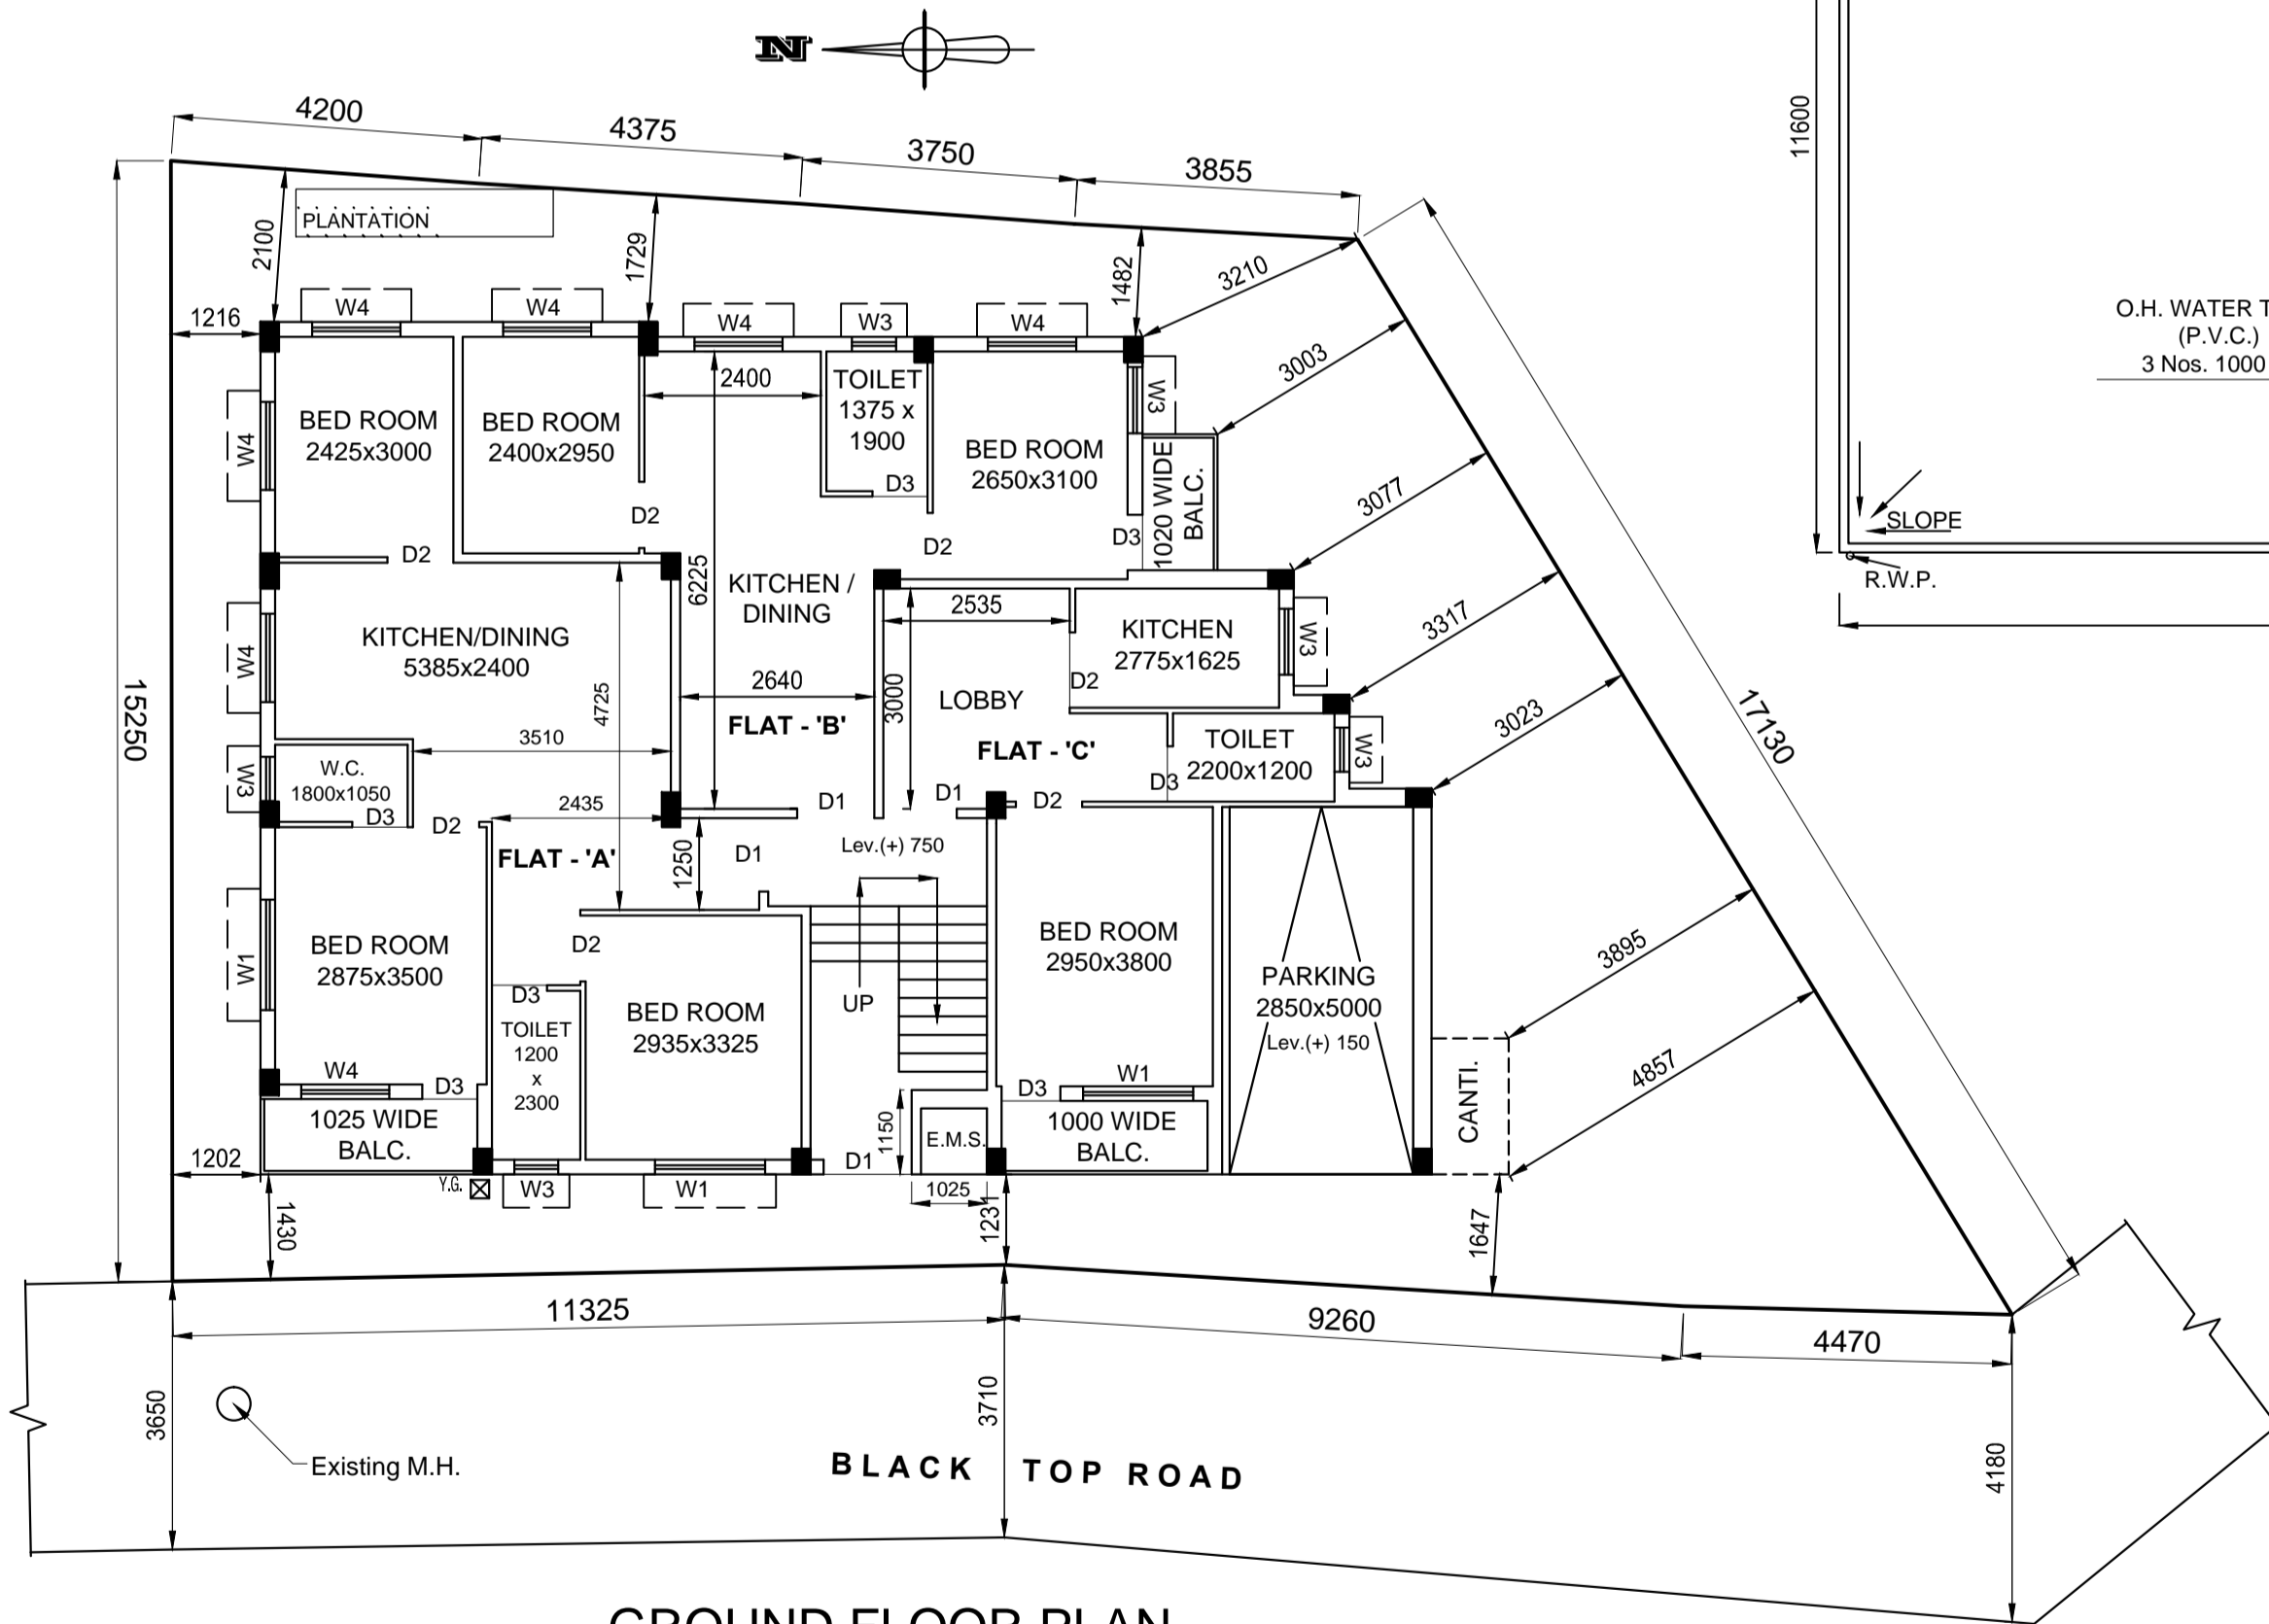 N
4200
4375
3750
3855
11600
PLANTATION
2100
1729
1482
3210
O.H. WATER T
(P.V.C.)
3 Nos. 1000
1216
W4
W4
W4
W3
W4
3003
2400
TOILET
1375 x
1900
W3
BED ROOM
2425x3000
BED ROOM
2400x2950
BED ROOM
2650x3100
W4
D3
1020 WIDE
BALC.
3077
D2
D2
D3
D2
SLOPE
R.W.P.
6225
KITCHEN /
DINING
2535
KITCHEN
2775x1625
W3
3317
KITCHEN/DINING
5385x2400
W4
4725
2640
3000
LOBBY
D2
FLAT - 'B'
FLAT - 'C'
3510
TOILET
2200x1200
W3
3023
15250
17130
W.C.
1800x1050
W3
D3
D2
2435
D1
D1
D2
D3
FLAT - 'A'
1250
D1
Lev.(+) 750
BED ROOM
2875x3500
W1
D2
BED ROOM
2950x3800
3895
D3
TOILET
1200
x
2300
BED ROOM
2935x3325
UP
PARKING
2850x5000
Lev.(+) 150
W4
D3
D3
W1
4857
1025 WIDE
BALC.
1150
E.M.S.
1000 WIDE
BALC.
CANTI.
1202
Y.G.
W3
W1
D1
1025
1430
1231
1647
11325
9260
4470
3650
3710
4180
Existing M.H.
BLACK TOP ROAD
GROUND FLOOR PLAN